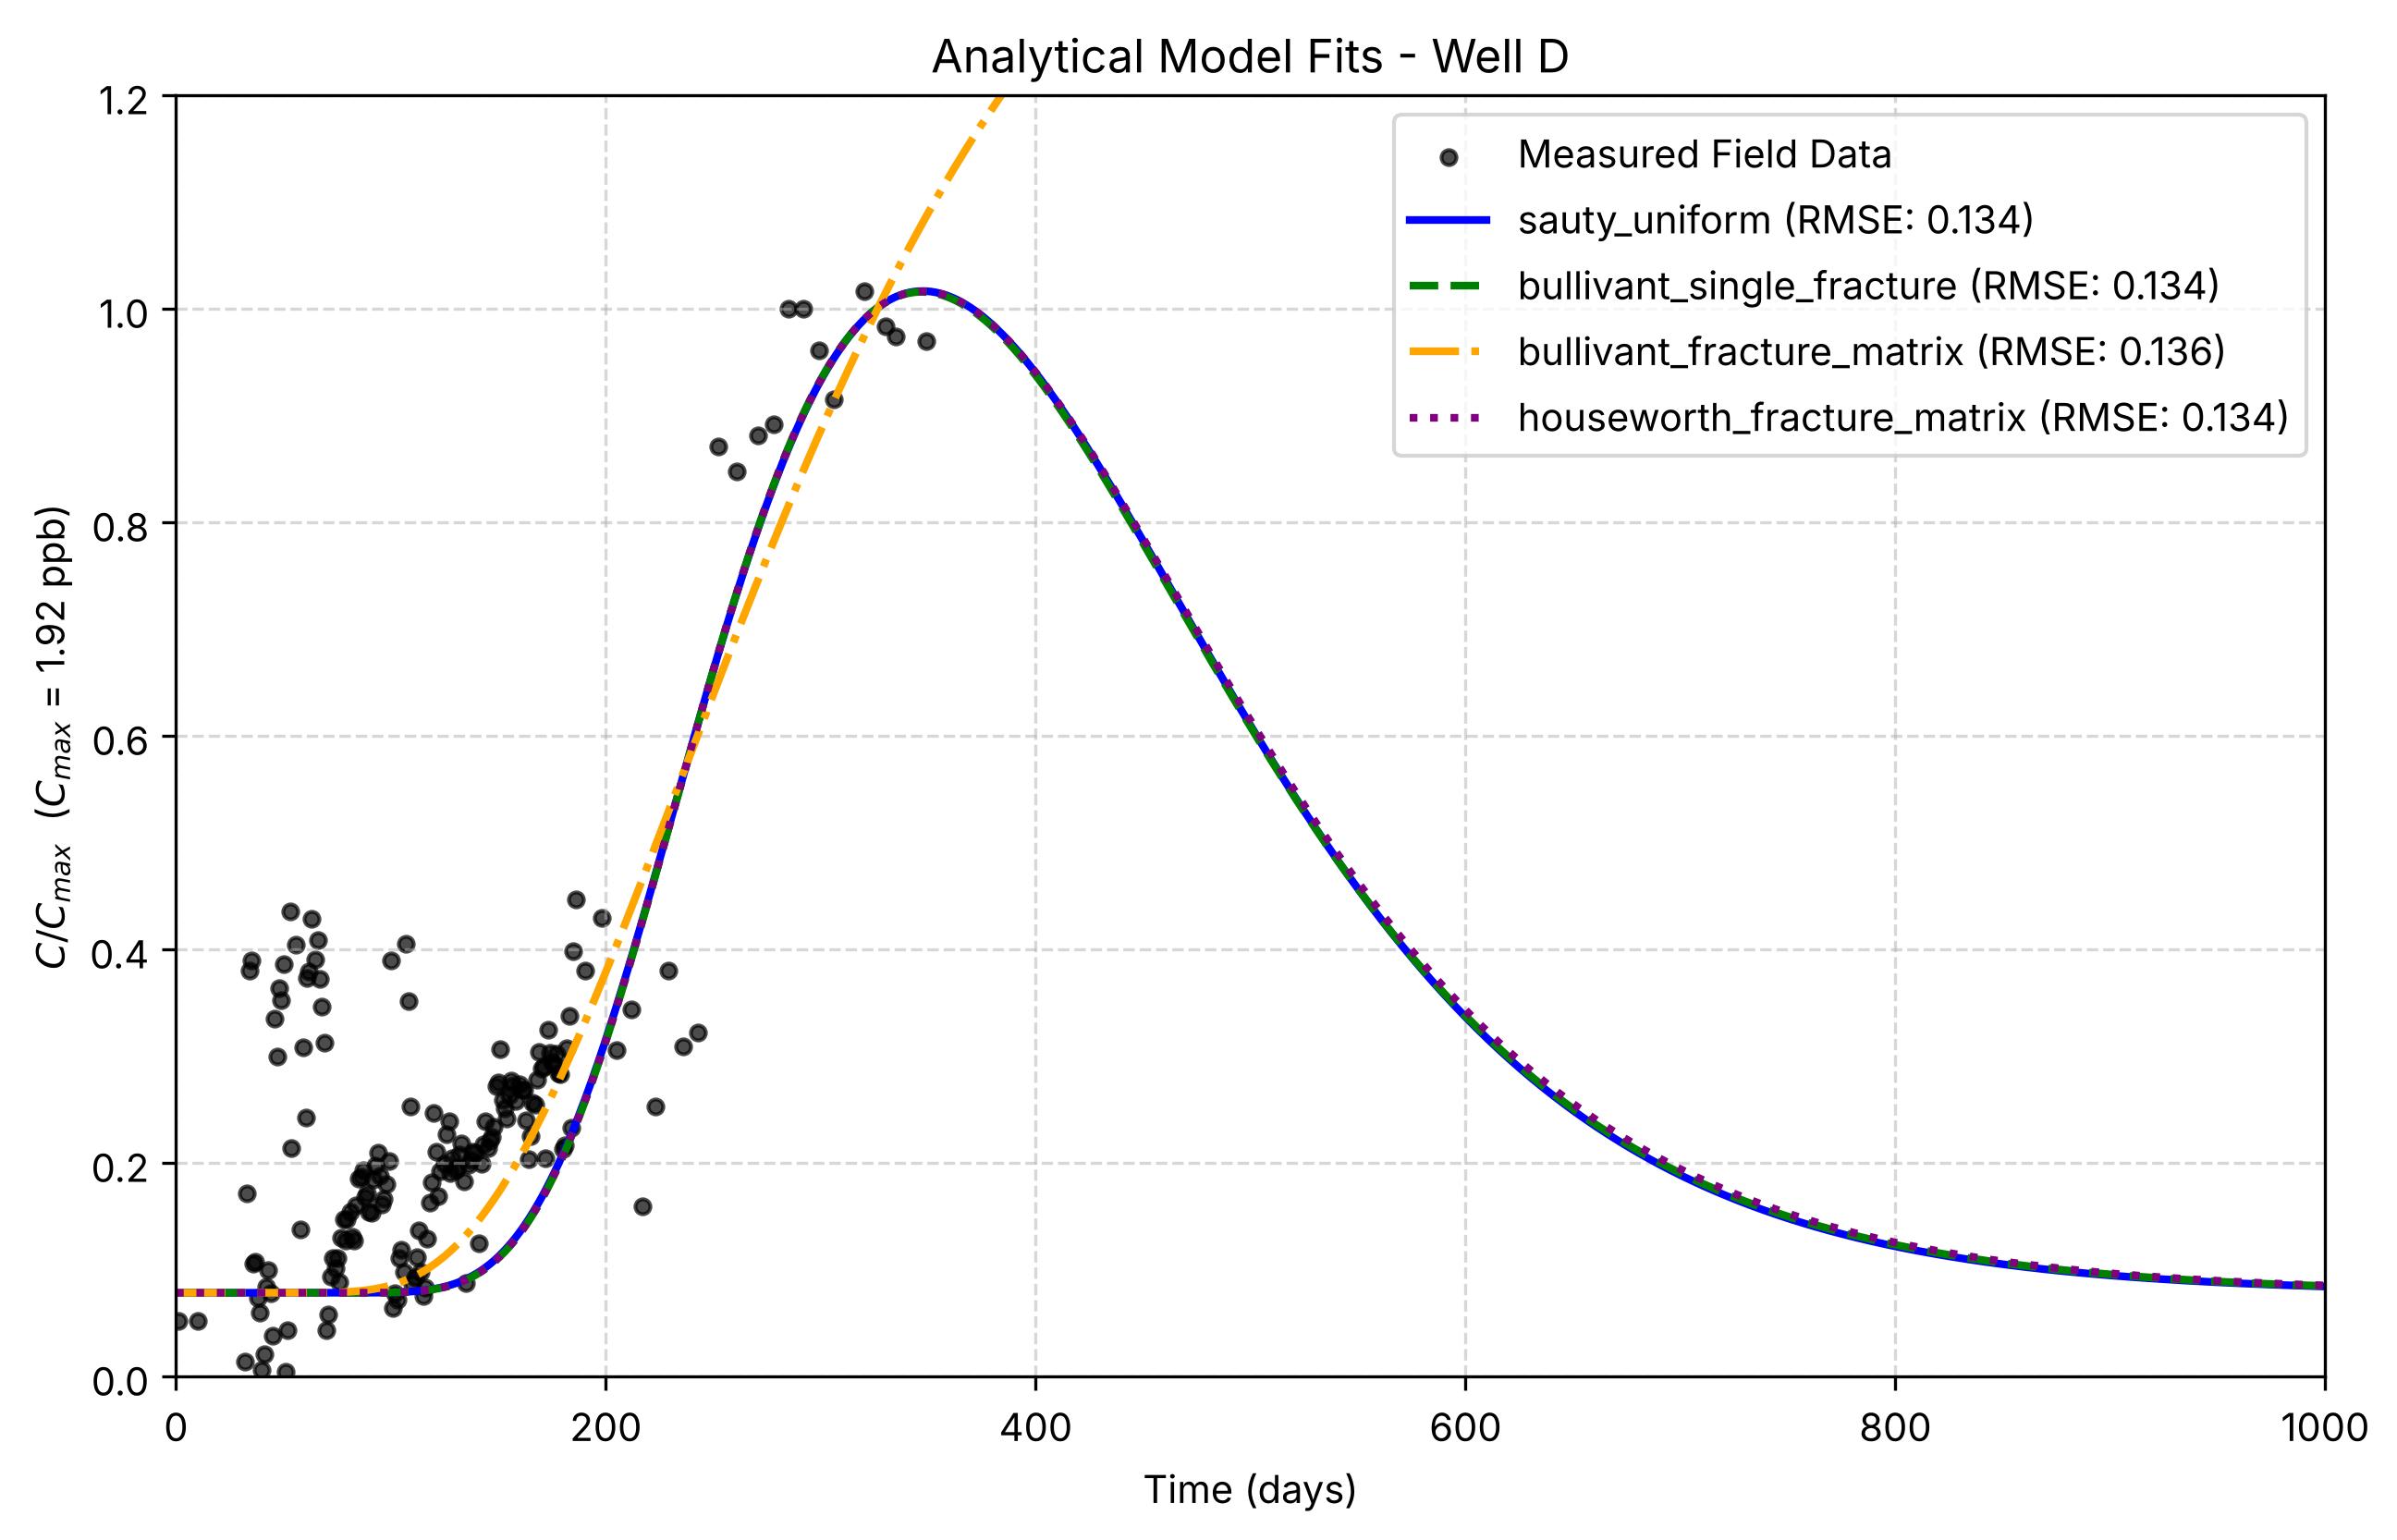 Analytical Model Fits - Well D
1.2
1.0
0.8
0.6
0.4
0.2
0.0
C/Cmax (Cmax = 1.92 ppb)
Measured Field Data
sauty_uniform (RMSE: 0.134)
bullivant_single_fracture (RMSE: 0.134)
bullivant_fracture_matrix (RMSE: 0.136)
houseworth_fracture_matrix (RMSE: 0.134)
0 200 400 600 800 1000
Time (days)